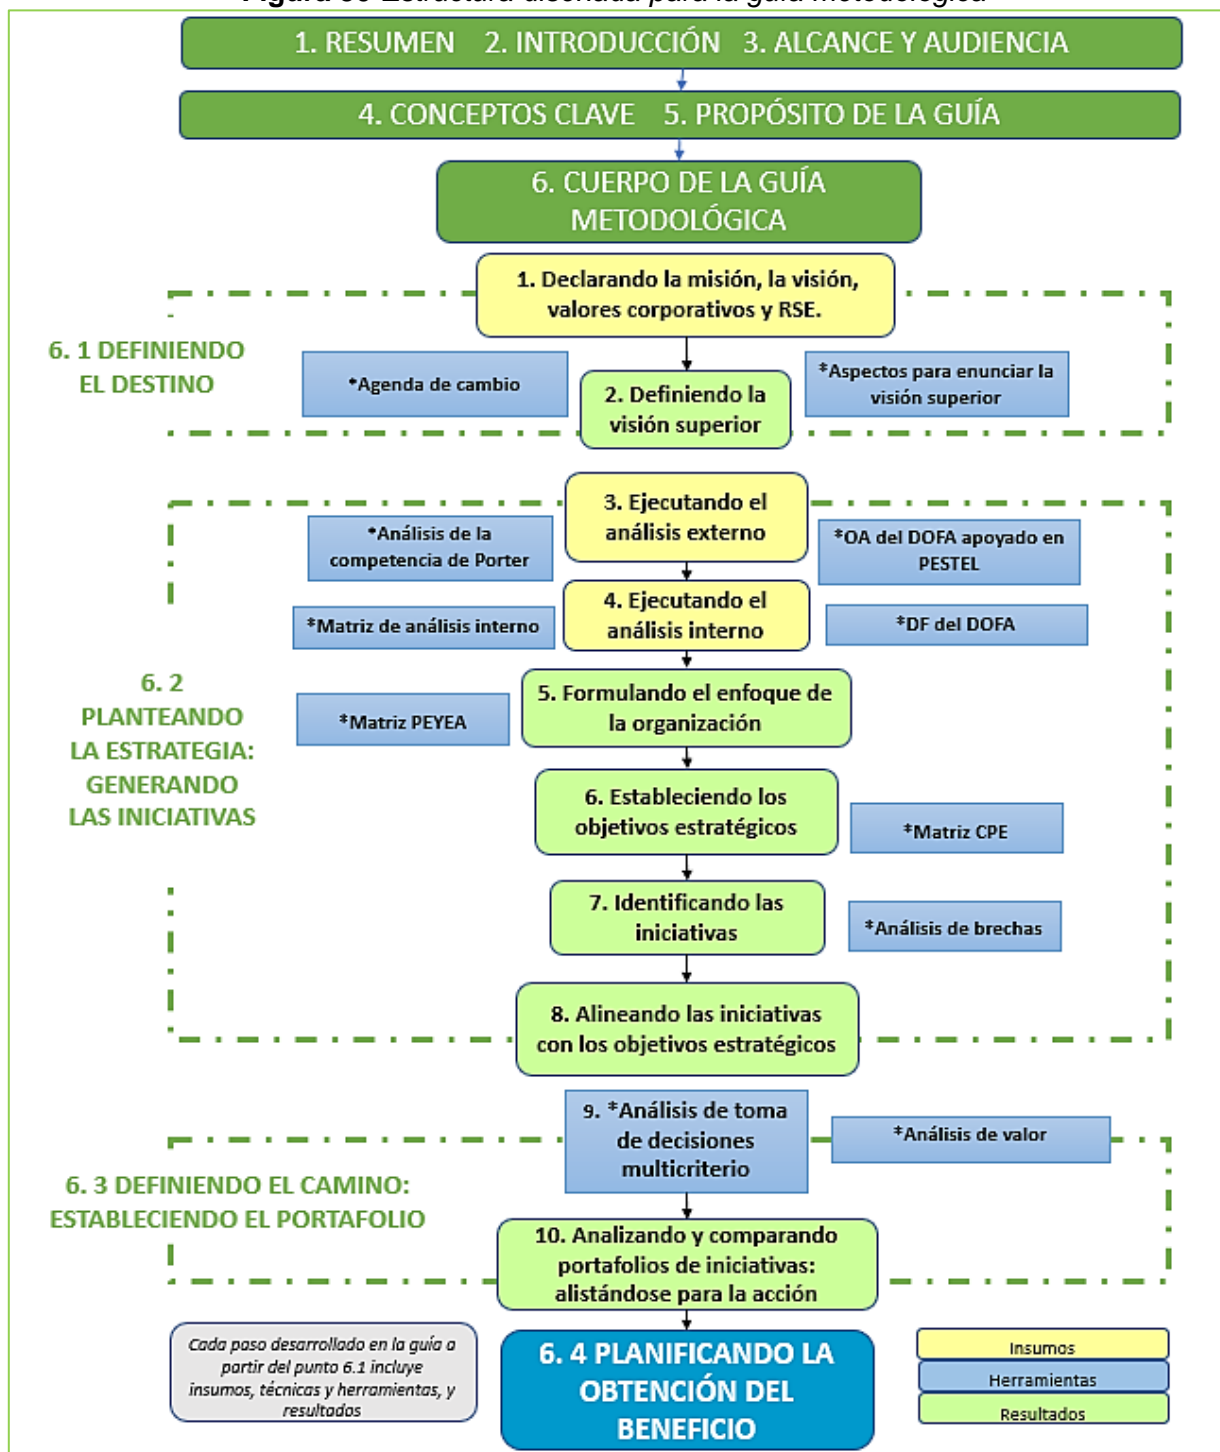 Estructura diseñada para la guía metodológica
1. RESUMEN 2. INTRODUCCIÓN 3. ALCANCE Y AUDIENCIA
4. CONCEPTOS CLAVE 5. PROPÓSITO DE LA GUÍA
6. CUERPO DE LA GUÍA
METODOLÓGICA
1. Declarando la misión, la visión,
valores corporativos y RSE.
6. 1 DEFINIENDO
EL DESTINO
*Agenda de cambio
2. Definiendo la
visión superior
*Aspectos para enunciar la
visión superior
3. Ejecutando el
análisis externo
*Análisis de la
competencia de Porter
*OA del DOFA apoyado en
PESTEL
4. Ejecutando el
análisis interno
*Matriz de análisis interno
*DF del DOFA
6. 2
PLANTEANDO
LA ESTRATEGIA:
GENERANDO
LAS INICIATIVAS
5. Formulando el enfoque de
la organización
*Matriz PEYEA
6. Estableciendo los
objetivos estratégicos
*Matriz CPE
7. Identificando las
iniciativas
*Análisis de brechas
8. Alineando las iniciativas
con los objetivos estratégicos
9. *Análisis de toma
de decisiones
multicriterio
*Análisis de valor
6. 3 DEFINIENDO EL CAMINO:
ESTABLECIENDO EL PORTAFOLIO
10. Analizando y comparando
portafolios de iniciativas:
alistándose para la acción
Cada paso desarrollado en la guía a
partir del punto 6.1 incluye
insumos, técnicas y herramientas, y
resultados
6. 4 PLANIFICANDO LA
OBTENCIÓN DEL
BENEFICIO
Insumos
Herramientas
Resultados